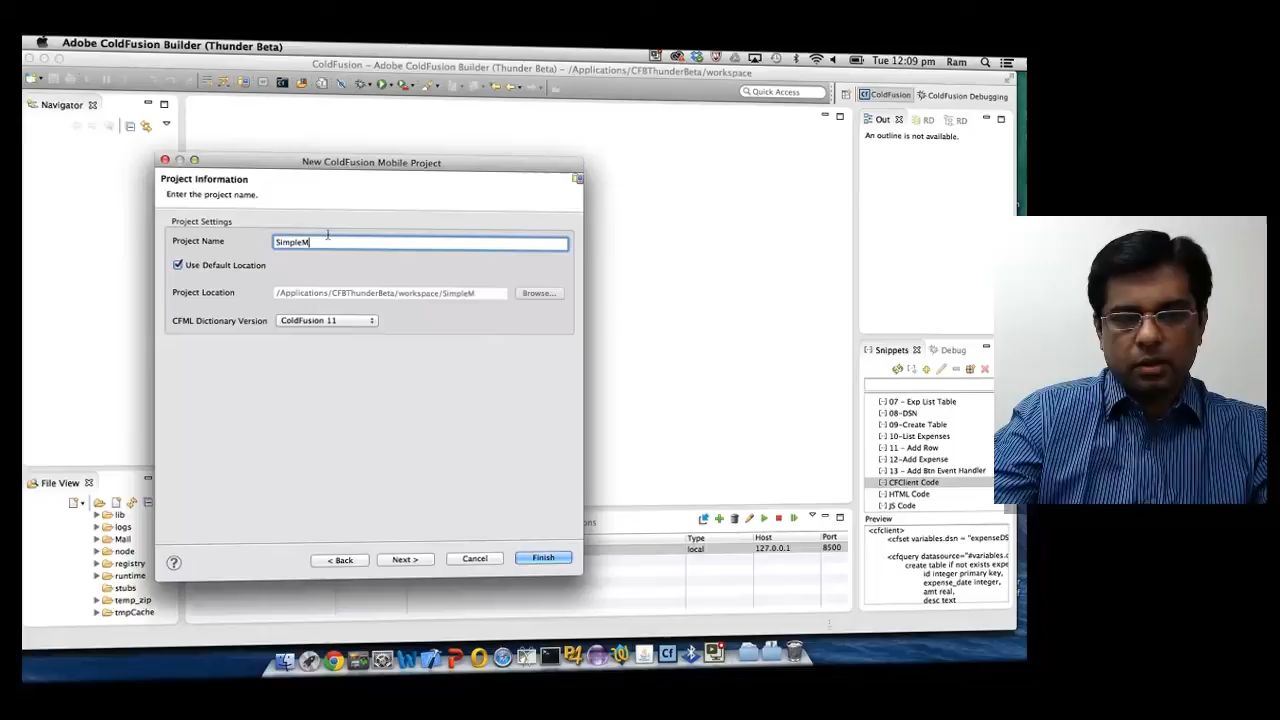 Adobe ColdFusion Builder (Thunder Beta)
Tue 12:09 pm Ram
ColdFusion – Adobe ColdFusion Builder (Thunder Beta) – /Applications/CFBThunderBeta/workspace
Quick Access
Cf ColdFusion
ColdFusion Debugging
Navigator
Out
RD
RD
An outline is not available.
New ColdFusion Mobile Project
Project Information
Enter the project name.
Project Settings
Project Name
SimpleM
Use Default Location
Project Location
/Applications/CFBThunderBeta/workspace/SimpleM
Browse...
CFML Dictionary Version
ColdFusion 11
?
< Back
Next >
Cancel
Finish
Snippets
Debug
07 - Exp List Table
08-DSN
09-Create Table
10-List Expenses
11 - Add Row
12-Add Expense
13 - Add Btn Event Handler
CFClient Code
HTML Code
JS Code
Preview
<cfclient>
<cfset variables.dsn = "expenseDS
<cfquery datasource="#variables.c
create table if not exists expe
id integer primary key,
expense_date integer,
amt real,
desc text
File View
lib
logs
Mail
node
registry
runtime
stubs
temp_zip
tmpCache
Type
Host
Port
local
127.0.0.1
8500
Cf